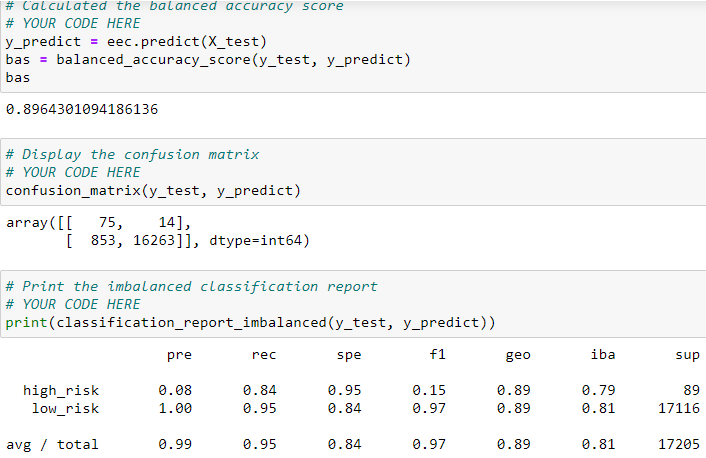 # Calculated the balanced accuracy score
# YOUR CODE HERE
y_predict = eec.predict(X_test)
bas = balanced_accuracy_score(y_test, y_predict)
bas
0.8964301094186136
# Display the confusion matrix
# YOUR CODE HERE
confusion_matrix(y_test, y_predict)
array([[   75,    14],
       [  853, 16263]], dtype=int64)
# Print the imbalanced classification report
# YOUR CODE HERE
print(classification_report_imbalanced(y_test, y_predict))
pre rec spe f1 geo iba sup
high_risk 0.08 0.84 0.95 0.15 0.89 0.79 89
low_risk 1.00 0.95 0.84 0.97 0.89 0.81 17116
avg / total 0.99 0.95 0.84 0.97 0.89 0.81 17205